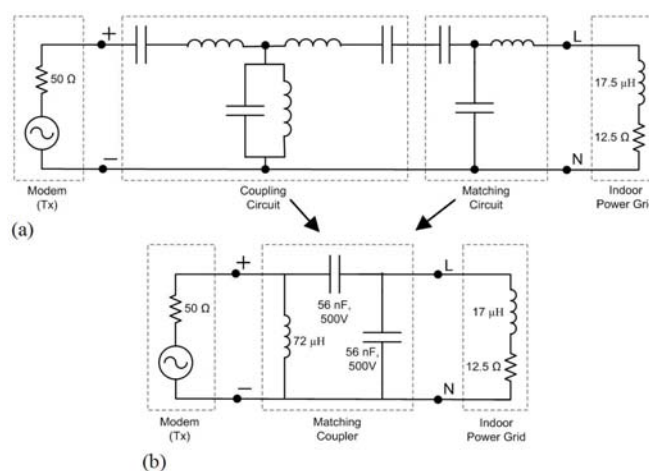 +
L
50 Ω
17.5 μH
12.5 Ω
−
N
Modem
(Tx)
Coupling
Circuit
Matching
Circuit
Indoor
Power Grid
(a)
+
L
50 Ω
56 nF,
500V
72 μH
56 nF,
500V
17 μH
12.5 Ω
−
N
Modem
(Tx)
Matching
Coupler
Indoor
Power Grid
(b)